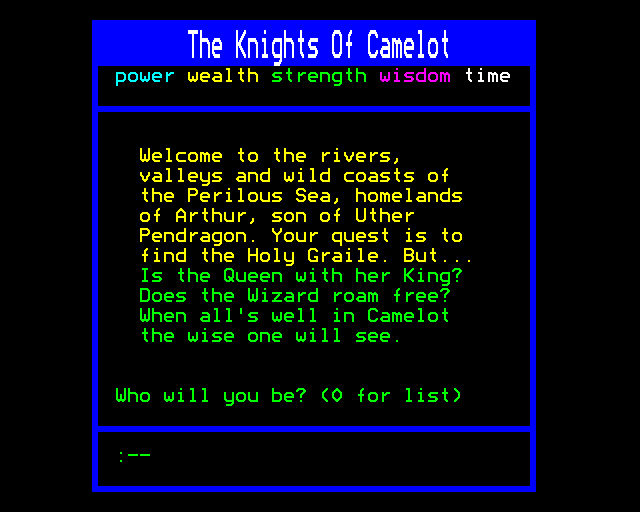 The Knights Of Camelot
power wealth strength wisdom time
Welcome to the rivers,
valleys and wild coasts of
the Perilous Sea, homelands
of Arthur, son of Uther
Pendragon. Your quest is to
find the Holy Graile. But...
Is the Queen with her King?
Does the Wizard roam free?
When all's well in Camelot
the wise one will see.
Who will you be? (0 for list)
:--